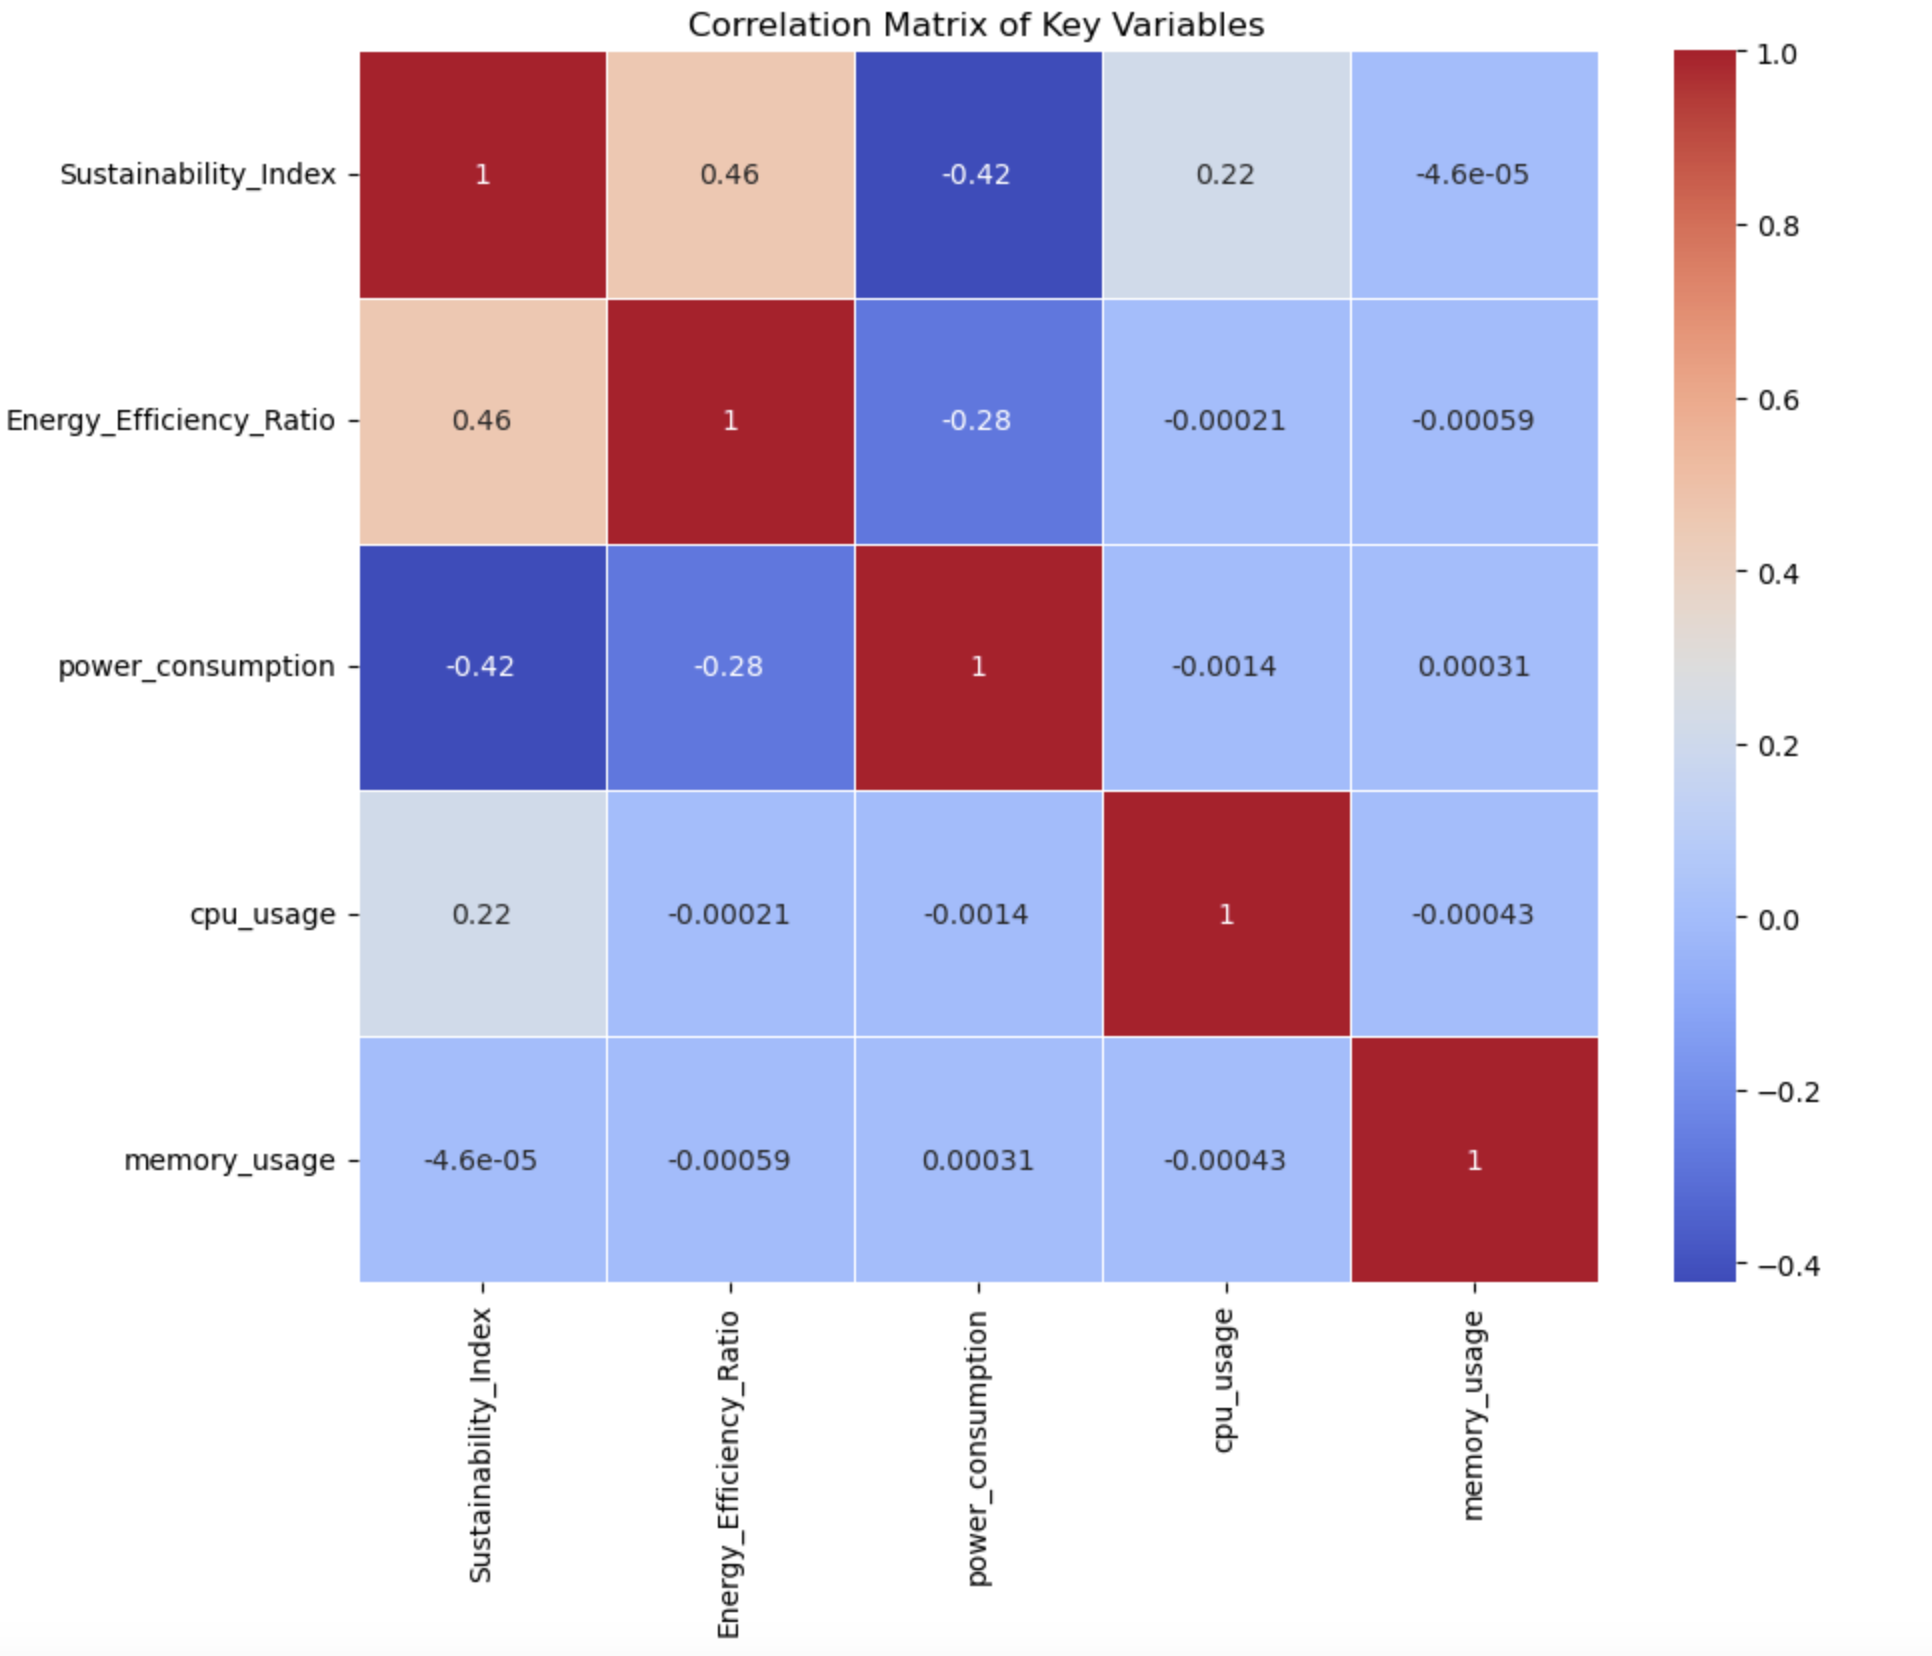 Correlation Matrix of Key Variables
Sustainability_Index 1 0.46 -0.42 0.22 -4.6e-05
Energy_Efficiency_Ratio 0.46 1 -0.28 -0.00021 -0.00059
power_consumption -0.42 -0.28 1 -0.0014 0.00031
cpu_usage 0.22 -0.00021 -0.0014 1 -0.00043
memory_usage -4.6e-05 -0.00059 0.00031 -0.00043 1
Sustainability_Index
Energy_Efficiency_Ratio
power_consumption
cpu_usage
memory_usage
1.0
0.8
0.6
0.4
0.2
0.0
−0.2
−0.4